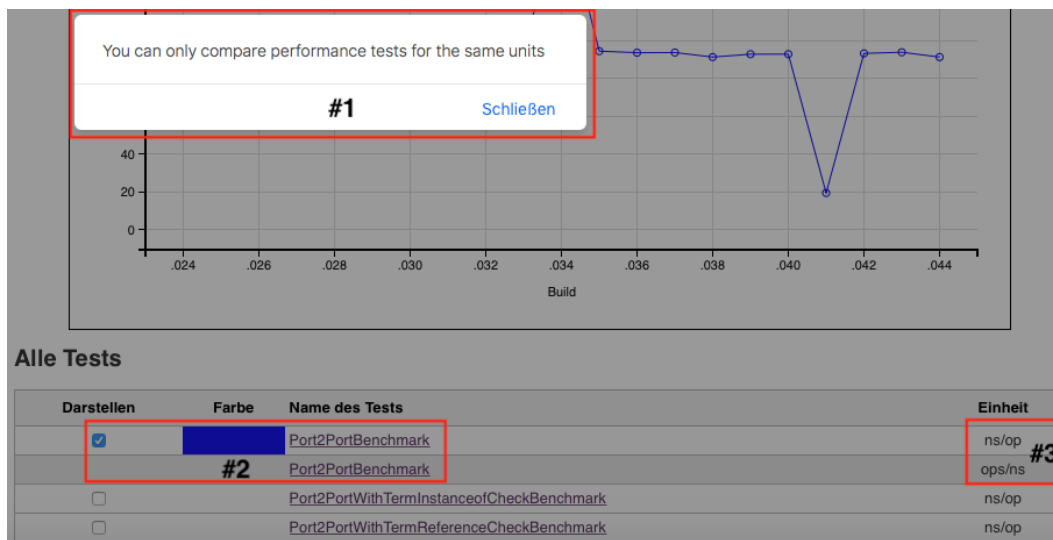 You can only compare performance tests for the same units
#1
Schließen
40
20
0
.024 .026 .028 .030 .032 .034 .036 .038 .040 .042 .044
Build
Alle Tests
Darstellen Farbe Name des Tests Einheit
Port2PortBenchmark ns/op
#2 #3
Port2PortBenchmark ops/ns
Port2PortWithTermInstanceofCheckBenchmark ns/op
Port2PortWithTermReferenceCheckBenchmark ns/op